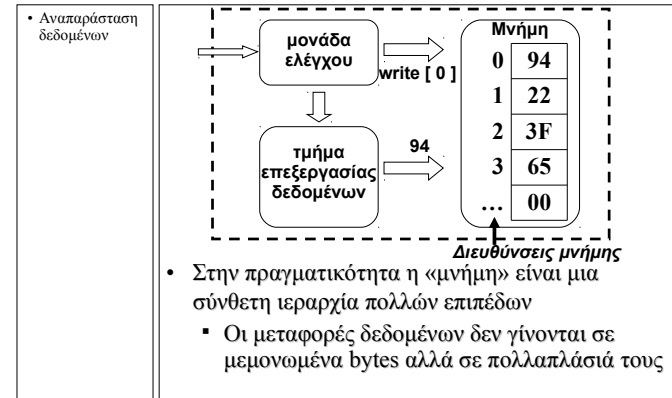 • Αναπαράσταση
δεδομένων
μονάδα
ελέγχου
write [ 0 ]
τμήμα
επεξεργασίας
δεδομένων
94
Μνήμη
0 94
1 22
2 3F
3 65
... 00
Διευθύνσεις μνήμης
• Στην πραγματικότητα η «μνήμη» είναι μια
σύνθετη ιεραρχία πολλών επιπέδων
▪ Οι μεταφορές δεδομένων δεν γίνονται σε
μεμονωμένα bytes αλλά σε πολλαπλάσιά τους